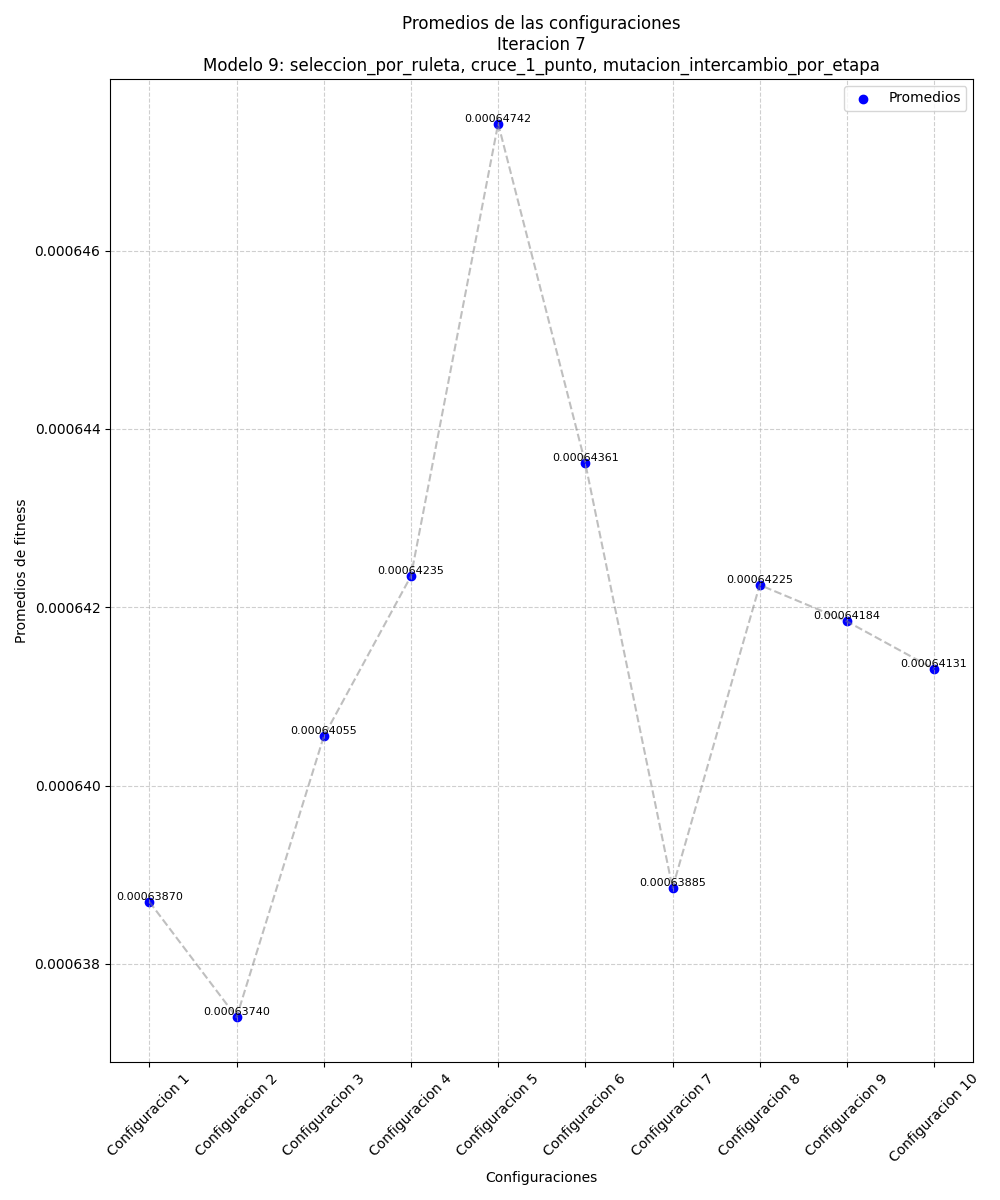 Promedios de las configuraciones
Iteracion 7
Modelo 9: seleccion_por_ruleta, cruce_1_punto, mutacion_intercambio_por_etapa
Promedios
0.00064742
0.000646
0.000644
0.00064361
0.00064235
0.00064225
0.000642
0.00064184
0.00064131
0.00064055
0.000640
0.00063885
0.00063870
0.000638
0.00063740
Promedios de fitness
Configuracion 1
Configuracion 2
Configuracion 3
Configuracion 4
Configuracion 5
Configuracion 6
Configuracion 7
Configuracion 8
Configuracion 9
Configuracion 10
Configuraciones